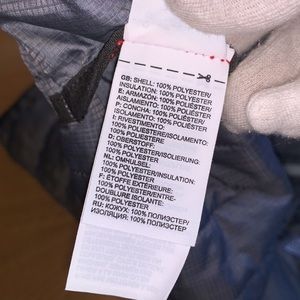 GB: SHELL: 100% POLYESTER/
INSULATION: 100% POLYESTER
E: ARMAZÓN: 100% POLIÉSTER/
AISLAMIENTO: 100% POLIÉSTER
P: CONCHA: 100% POLIÉSTER/
ISOLAMENTO: 100% POLIÉSTER
I: RIVESTIMENTO:
100% POLIESTERE/ISOLAMENTO:
100% POLIESTERE
D: OBERSTOFF:
100% POLYESTER/ISOLIERUNG:
100% POLYESTER
NL: OMHULSEL:
100% POLYESTER/INSULATION:
100% POLYESTER
F: ÉTOFFE EXTÉRIEURE:
100% POLYESTER/ENTRE-
DOUBLURE ISOLANTE:
100% POLYESTER
RU: КОЖУХ: 100% ПОЛИЭСТЕР/
ИЗОЛЯЦИЯ: 100% ПОЛИЭСТЕР